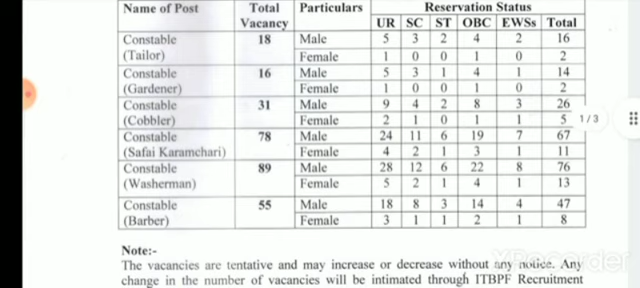 Name of Post Total Vacancy Particulars Reservation Status
UR SC ST OBC EWSs Total
Constable (Tailor) 18 Male 5 3 2 4 2 16
Female 1 0 0 1 0 2
Constable (Gardener) 16 Male 5 3 1 4 1 14
Female 1 0 0 1 0 2
Constable (Cobbler) 31 Male 9 4 2 8 3 26
Female 2 1 0 1 1 5
1/3
Constable (Safai Karamchari) 78 Male 24 11 6 19 7 67
Female 4 2 1 3 1 11
Constable (Washerman) 89 Male 28 12 6 22 8 76
Female 5 2 1 4 1 13
Constable (Barber) 55 Male 18 8 3 14 4 47
Female 3 1 1 2 1 8
Note:-
The vacancies are tentative and may increase or decrease without any notice. Any
change in the number of vacancies will be intimated through ITBPF Recruitment
XRecorder